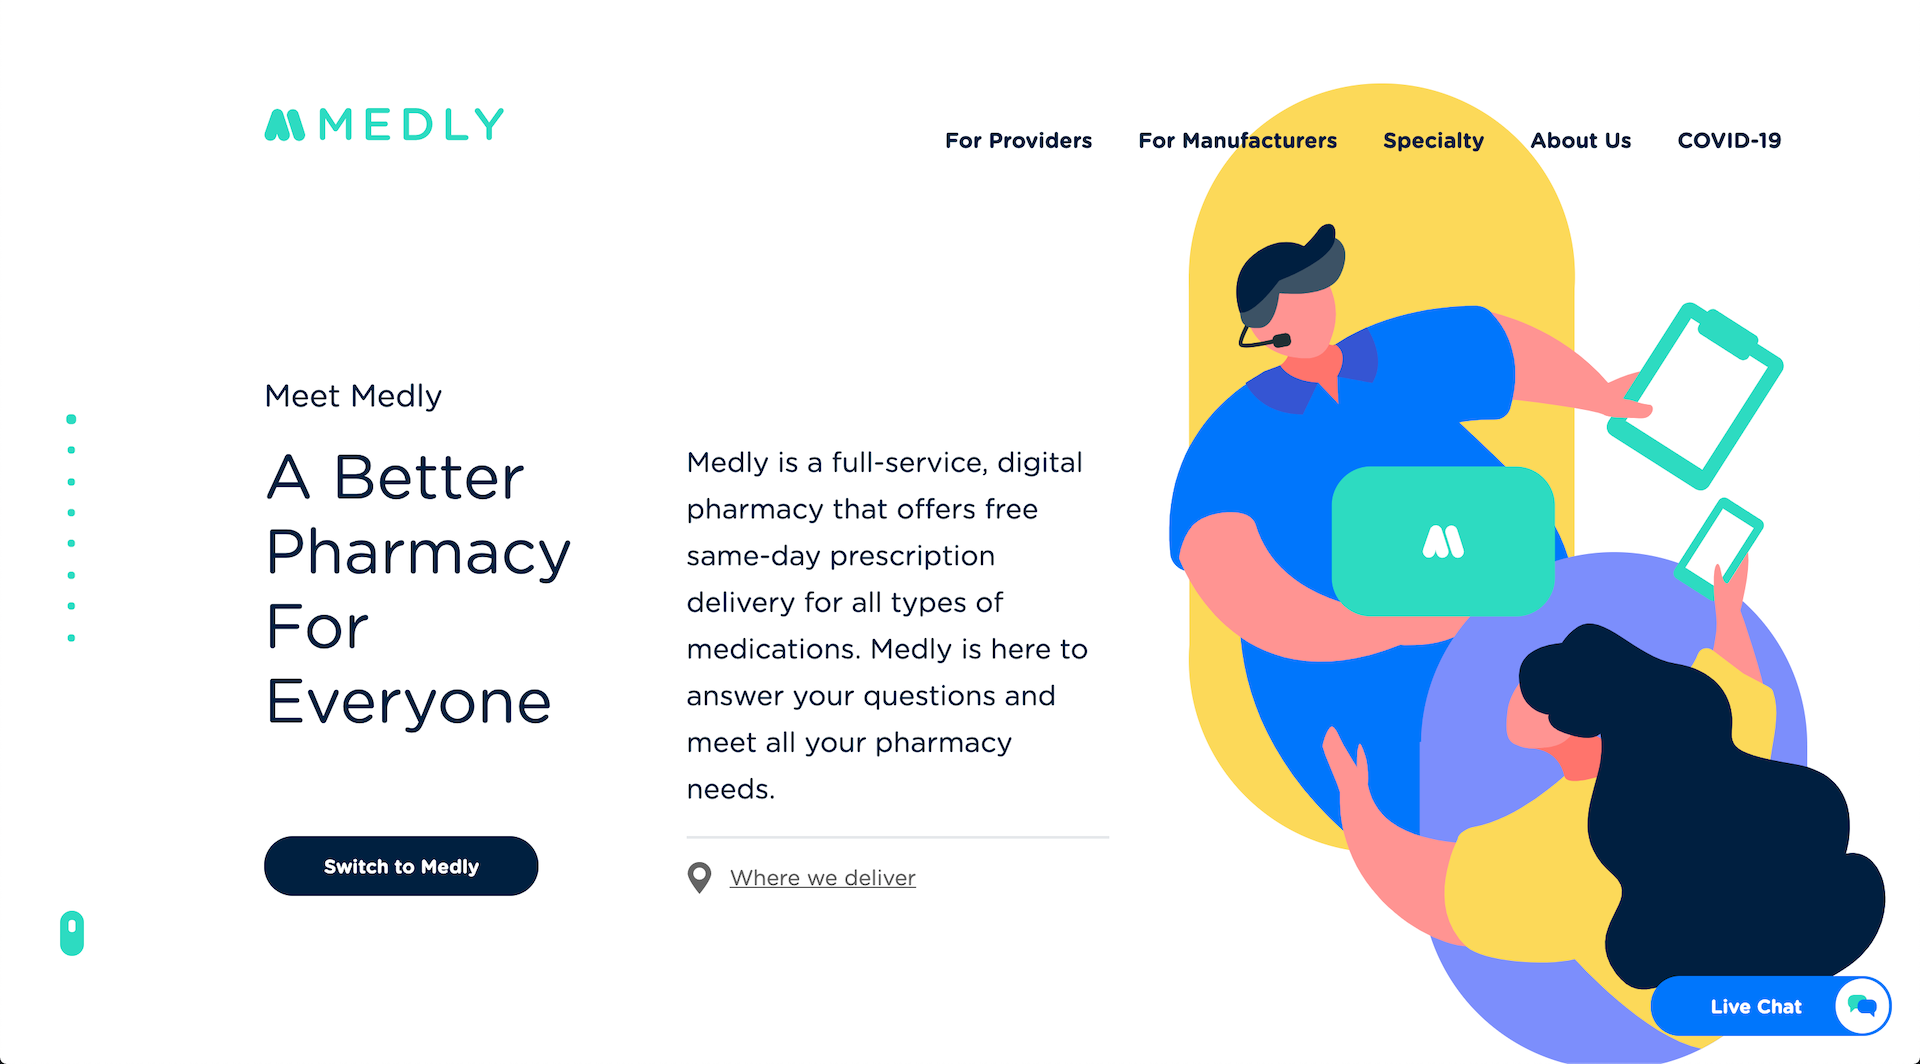 MEDLY
For Providers
For Manufacturers
Specialty
About Us
COVID-19
Meet Medly
A Better
Pharmacy
For
Everyone
Switch to Medly
Medly is a full-service, digital
pharmacy that offers free
same-day prescription
delivery for all types of
medications. Medly is here to
answer your questions and
meet all your pharmacy
needs.
Where we deliver
Live Chat